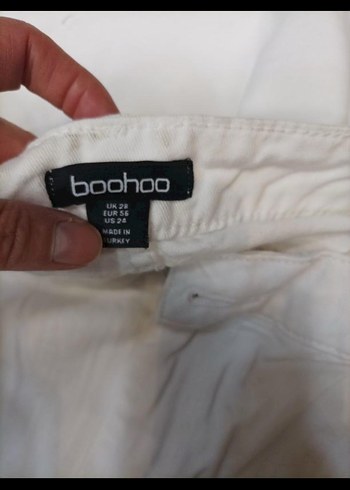 boohoo
UK 28
EUR 56
US 24
MADE IN
TURKEY